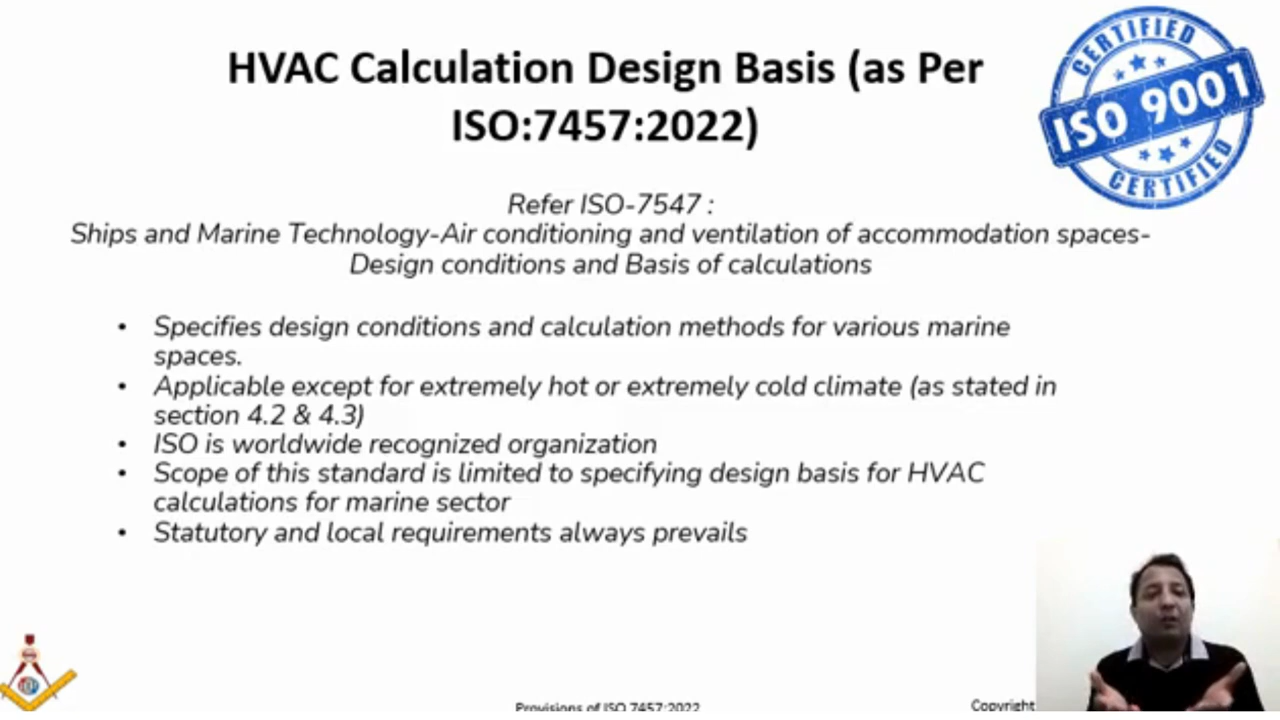 HVAC Calculation Design Basis (as Per
ISO:7457:2022)
CERTIFIED
ISO 9001
CERTIFIED
Refer ISO-7547 :
Ships and Marine Technology-Air conditioning and ventilation of accommodation spaces-
Design conditions and Basis of calculations
• Specifies design conditions and calculation methods for various marine
spaces.
• Applicable except for extremely hot or extremely cold climate (as stated in
section 4.2 & 4.3)
• ISO is worldwide recognized organization
• Scope of this standard is limited to specifying design basis for HVAC
calculations for marine sector
• Statutory and local requirements always prevails
Provisions of ISO 7457:2022
Copyright